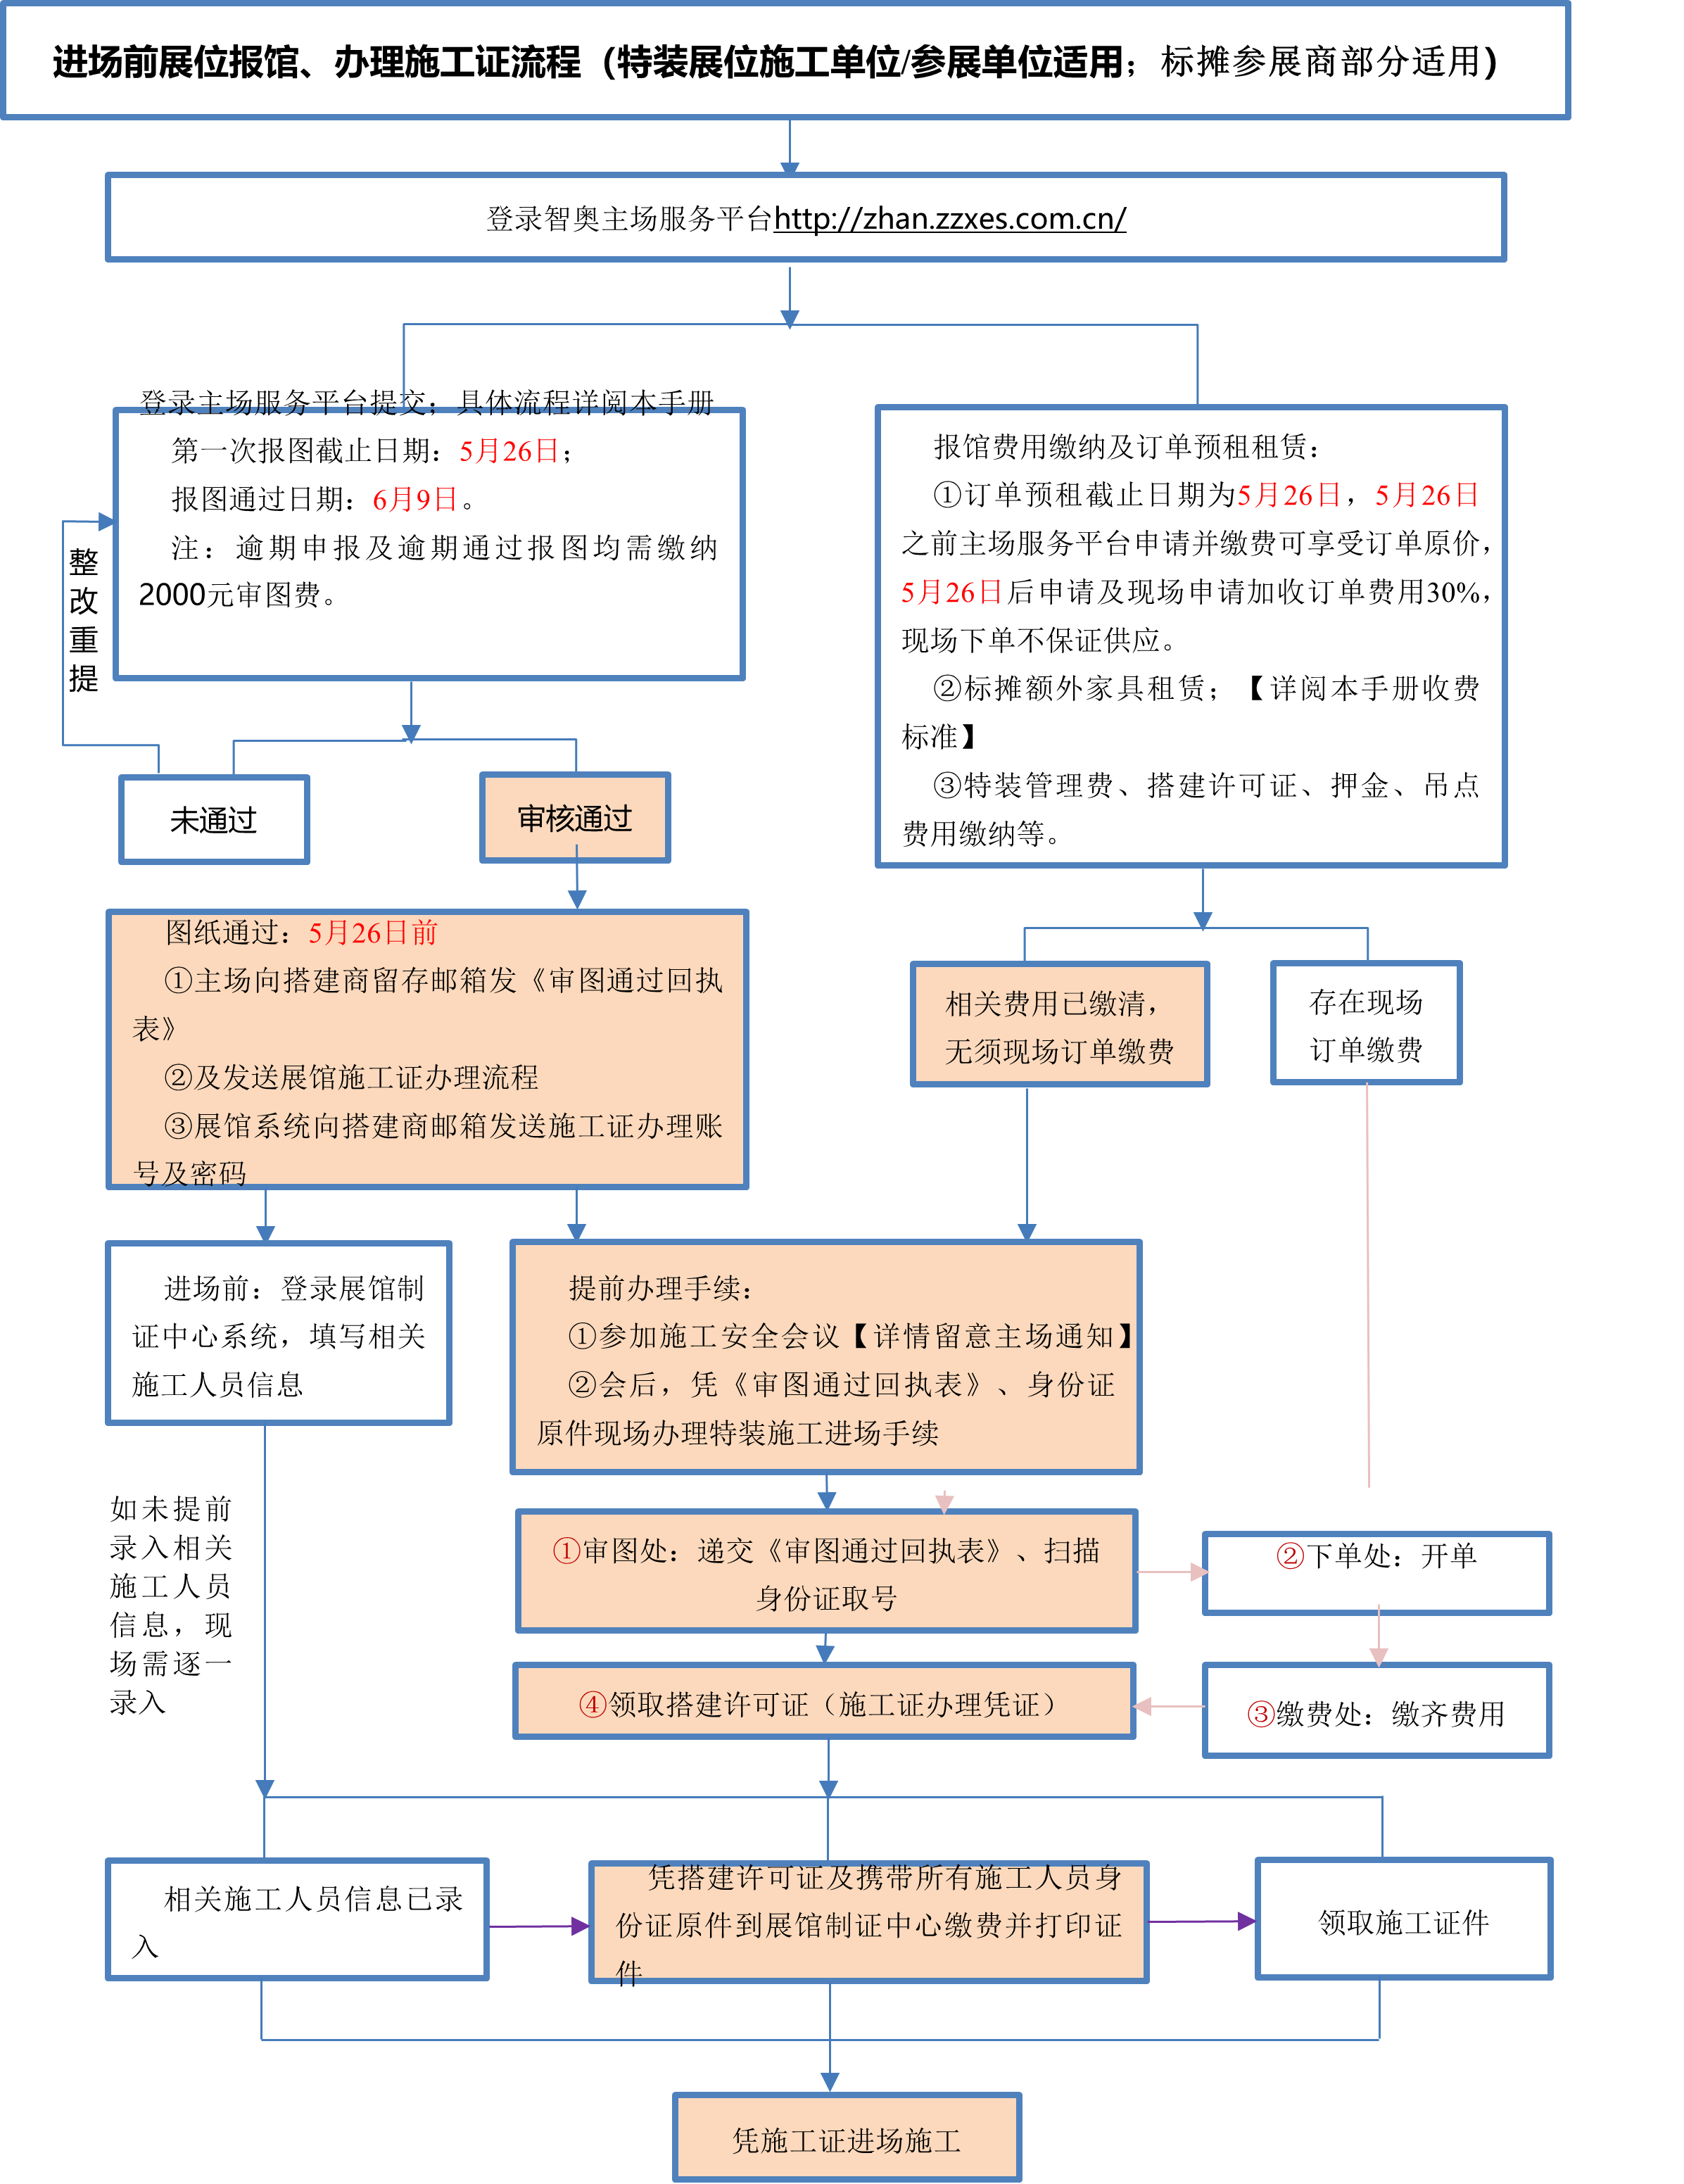 进场前展位报馆、办理施工证流程（特装展位施工单位/参展单位适用；标摊参展商部分适用）
登录智奥主场服务平台http://zhan.zzxes.com.cn/
登录主场服务平台提交；具体流程详阅本手册
第一次报图截止日期：5月26日；
报图通过日期：6月9日。
注：逾期申报及逾期通过报图均需缴纳
2000元审图费。
整
改
重
提
报馆费用缴纳及订单预租租赁：
①订单预租截止日期为5月26日，5月26日
之前主场服务平台申请并缴费可享受订单原价，
5月26日后申请及现场申请加收订单费用30%，
现场下单不保证供应。
②标摊额外家具租赁；【详阅本手册收费
标准】
③特装管理费、搭建许可证、押金、吊点
费用缴纳等。
未通过
审核通过
图纸通过：5月26日前
①主场向搭建商留存邮箱发《审图通过回执
表》
②及发送展馆施工证办理流程
③展馆系统向搭建商邮箱发送施工证办理账
号及密码
相关费用已缴清，
无须现场订单缴费
存在现场
订单缴费
进场前：登录展馆制
证中心系统，填写相关
施工人员信息
提前办理手续：
①参加施工安全会议【详情留意主场通知】
②会后，凭《审图通过回执表》、身份证
原件现场办理特装施工进场手续
如未提前
录入相关
施工人员
信息，现
场需逐一
录入
①审图处：递交《审图通过回执表》、扫描
身份证取号
②下单处：开单
④领取搭建许可证（施工证办理凭证）
③缴费处：缴齐费用
相关施工人员信息已录
入
凭搭建许可证及携带所有施工人员身
份证原件到展馆制证中心缴费并打印证
件
领取施工证件
凭施工证进场施工